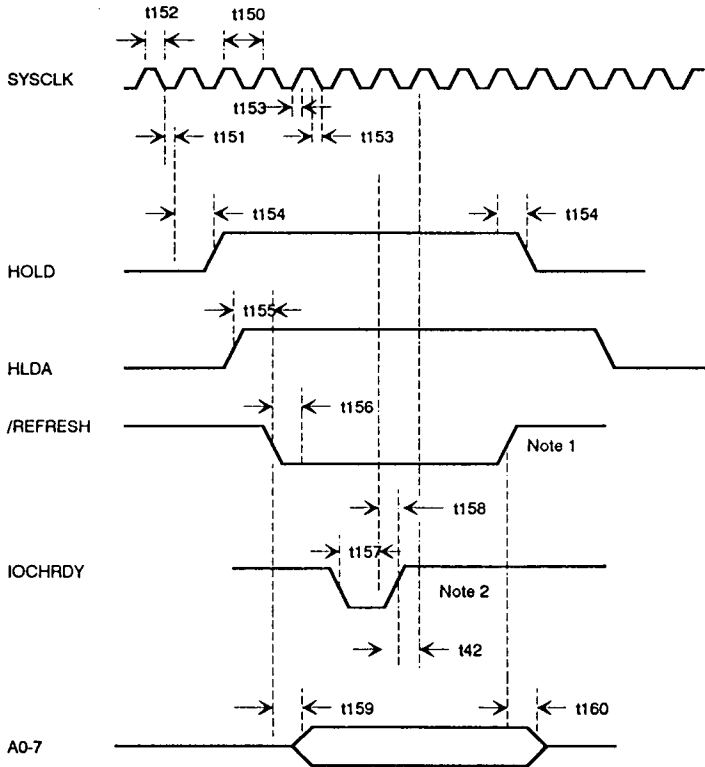 t152 t150
SYSCLK
t153
t151 t153
t154 t154
HOLD
t155
HLDA
t156
/REFRESH
Note 1
t158
t157
IOCHRDY
Note 2
t42
t159 t160
A0-7